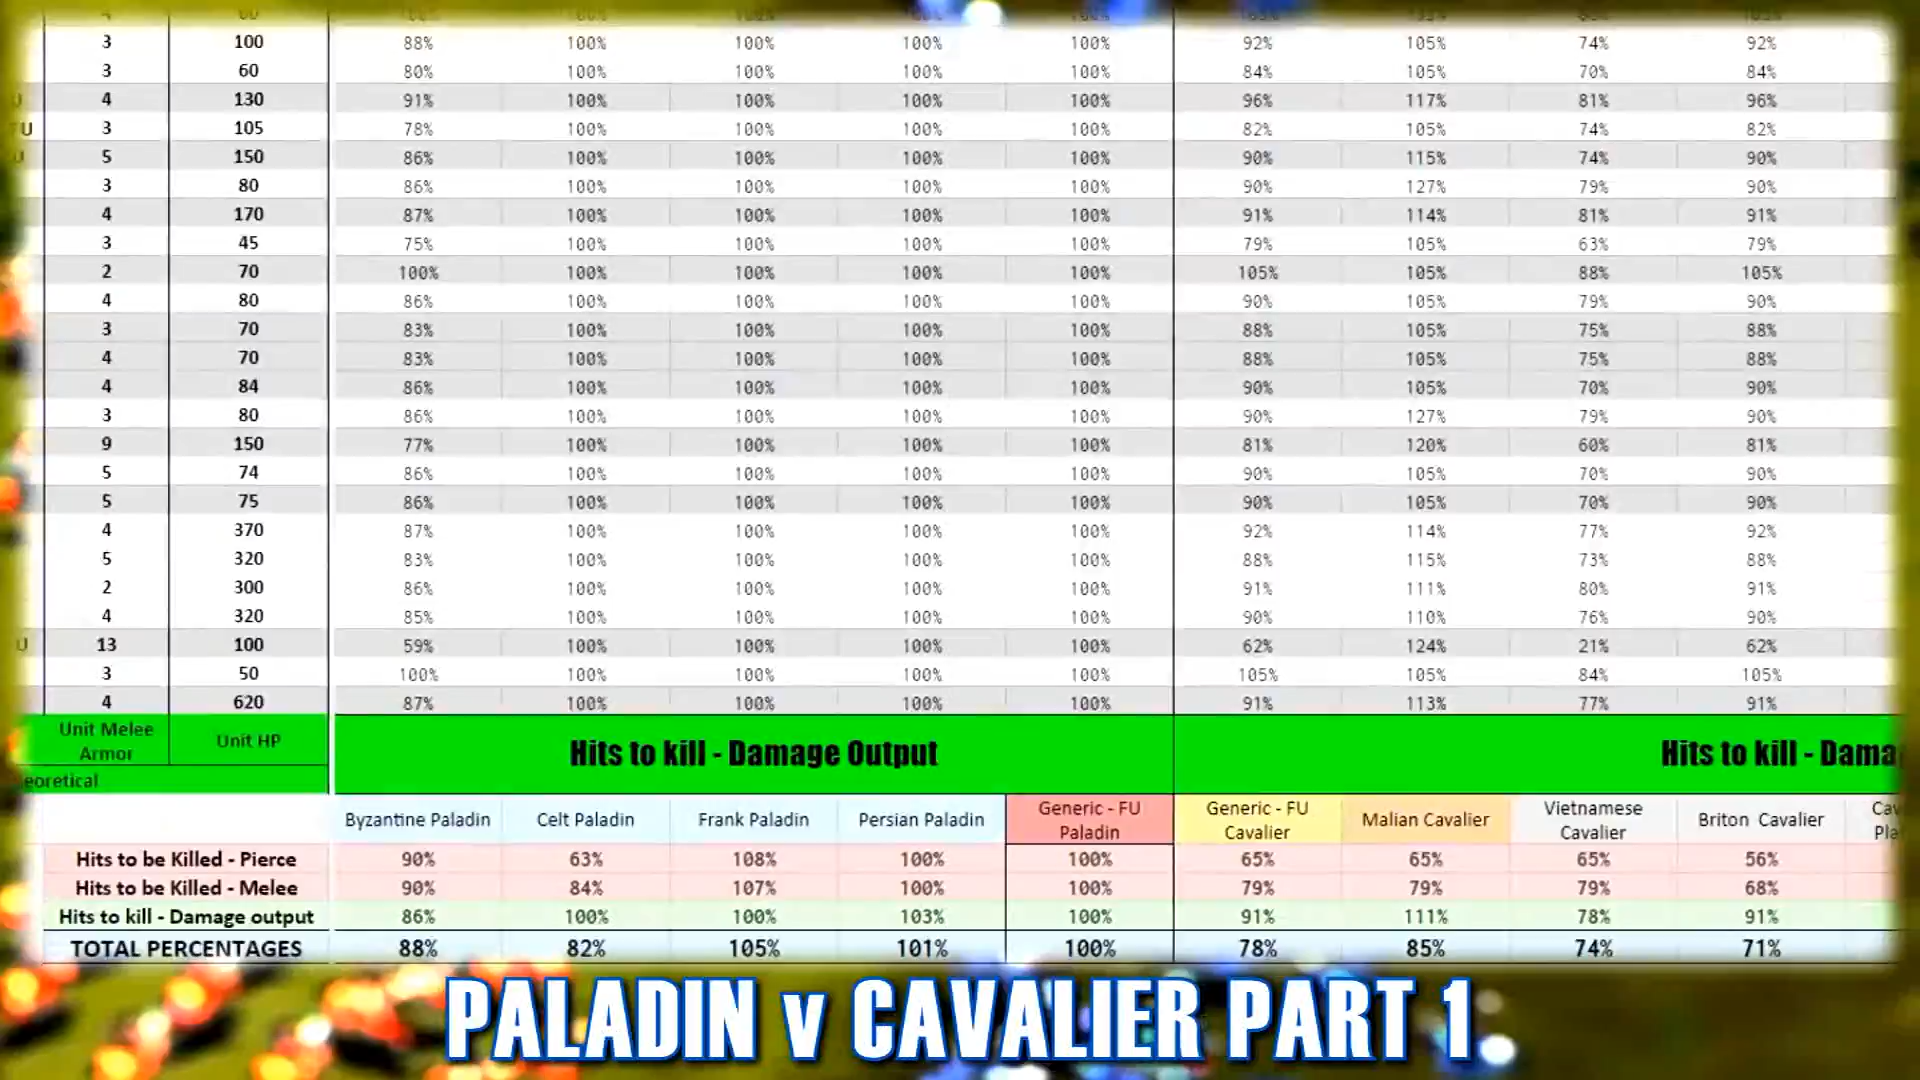 3 100 88% 100% 100% 100% 100% 92% 105% 74% 92%
3 60 80% 100% 100% 100% 100% 84% 105% 70% 84%
4 130 91% 100% 100% 100% 100% 96% 117% 81% 96%
3 105 78% 100% 100% 100% 100% 82% 105% 74% 82%
5 150 86% 100% 100% 100% 100% 90% 115% 74% 90%
3 80 86% 100% 100% 100% 100% 90% 127% 79% 90%
4 170 87% 100% 100% 100% 100% 91% 114% 81% 91%
3 45 75% 100% 100% 100% 100% 79% 105% 63% 79%
2 70 100% 100% 100% 100% 100% 105% 105% 88% 105%
4 80 86% 100% 100% 100% 100% 90% 105% 79% 90%
3 70 83% 100% 100% 100% 100% 88% 105% 75% 88%
4 70 83% 100% 100% 100% 100% 88% 105% 75% 88%
4 84 86% 100% 100% 100% 100% 90% 105% 70% 90%
3 80 86% 100% 100% 100% 100% 90% 127% 79% 90%
9 150 77% 100% 100% 100% 100% 81% 120% 60% 81%
5 74 86% 100% 100% 100% 100% 90% 105% 70% 90%
5 75 86% 100% 100% 100% 100% 90% 105% 70% 90%
4 370 87% 100% 100% 100% 100% 92% 114% 77% 92%
5 320 83% 100% 100% 100% 100% 88% 115% 73% 88%
2 300 86% 100% 100% 100% 100% 91% 111% 80% 91%
4 320 85% 100% 100% 100% 100% 90% 110% 76% 90%
13 100 59% 100% 100% 100% 100% 62% 124% 21% 62%
3 50 100% 100% 100% 100% 100% 105% 105% 84% 105%
4 620 87% 100% 100% 100% 100% 91% 113% 77% 91%
Unit Melee
Armor
Unit HP
Hits to kill - Damage Output
Hits to kill - Dama
eoretical
Byzantine Paladin
Celt Paladin
Frank Paladin
Persian Paladin
Generic - FU
Paladin
Generic - FU
Cavalier
Malian Cavalier
Vietnamese
Cavalier
Briton Cavalier
Hits to be Killed - Pierce 90% 63% 108% 100% 100% 65% 65% 65% 56%
Hits to be Killed - Melee 90% 84% 107% 100% 100% 79% 79% 79% 68%
Hits to kill - Damage output 86% 100% 100% 103% 100% 91% 111% 78% 91%
TOTAL PERCENTAGES 88% 82% 105% 101% 100% 78% 85% 74% 71%
PALADIN v CAVALIER PART 1